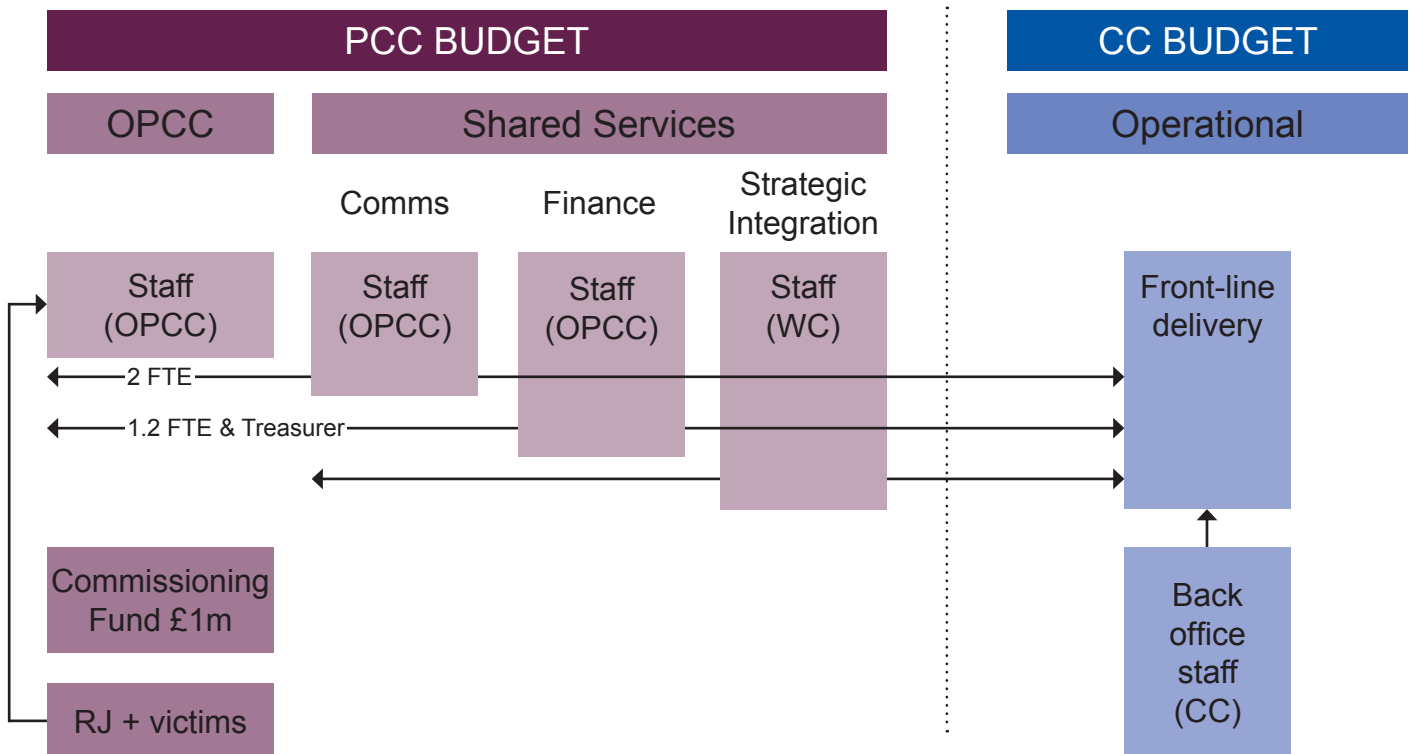 PCC BUDGET
CC BUDGET
OPCC
Shared Services
Operational
Comms
Finance
Strategic
Integration
Staff
(OPCC)
Staff
(OPCC)
Staff
(OPCC)
Staff
(WC)
Front-line
delivery
2 FTE
1.2 FTE & Treasurer
Commissioning
Fund £1m
RJ + victims
Back
office
staff
(CC)